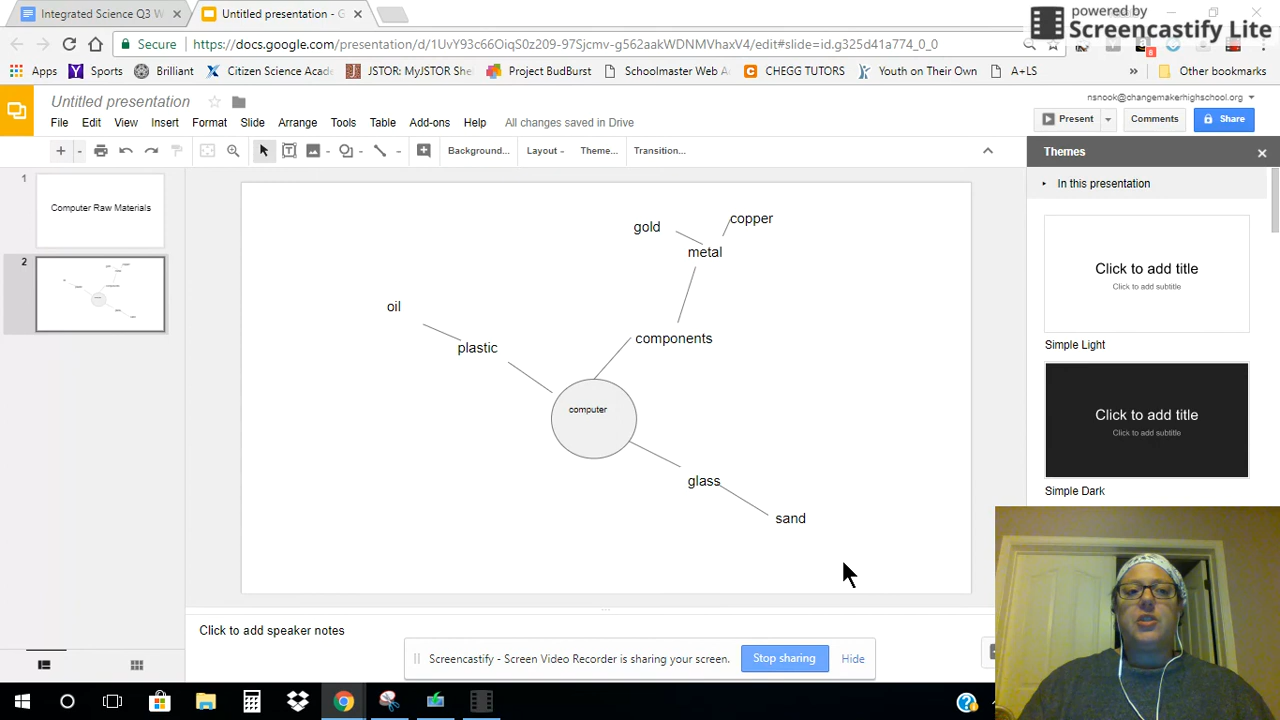 Integrated Science Q3 W
Untitled presentation - G
powered by
Screencastify Lite
Secure
https://docs.google.com/presentation/d/1
/edit#slide=id.g325d41
774_0_0
8
Apps
Sports
Brilliant
Citizen Science Acade
JSTOR: MyJSTOR She
Project BudBurst
Schoolmaster Web A
CHEGG TUTORS
Youth on Their Own
A+LS
»
Other bookmarks
Untitled presentation
nsnook@changemakerhighschool.org
File Edit View Insert Format Slide Arrange Tools Table Add-ons Help All changes saved in Drive
Present
Comments
Share
Background...
Layout
Theme...
Transition...
Themes
In this presentation
1
Computer Raw Materials
2
gold
copper
metal
oil
components
plastic
computer
glass
sand
Click to add title
Click to add subtitle
Simple Light
Click to add title
Click to add subtitle
Simple Dark
Click to add speaker notes
Screencastify - Screen Video Recorder is sharing your screen.
Stop sharing
Hide